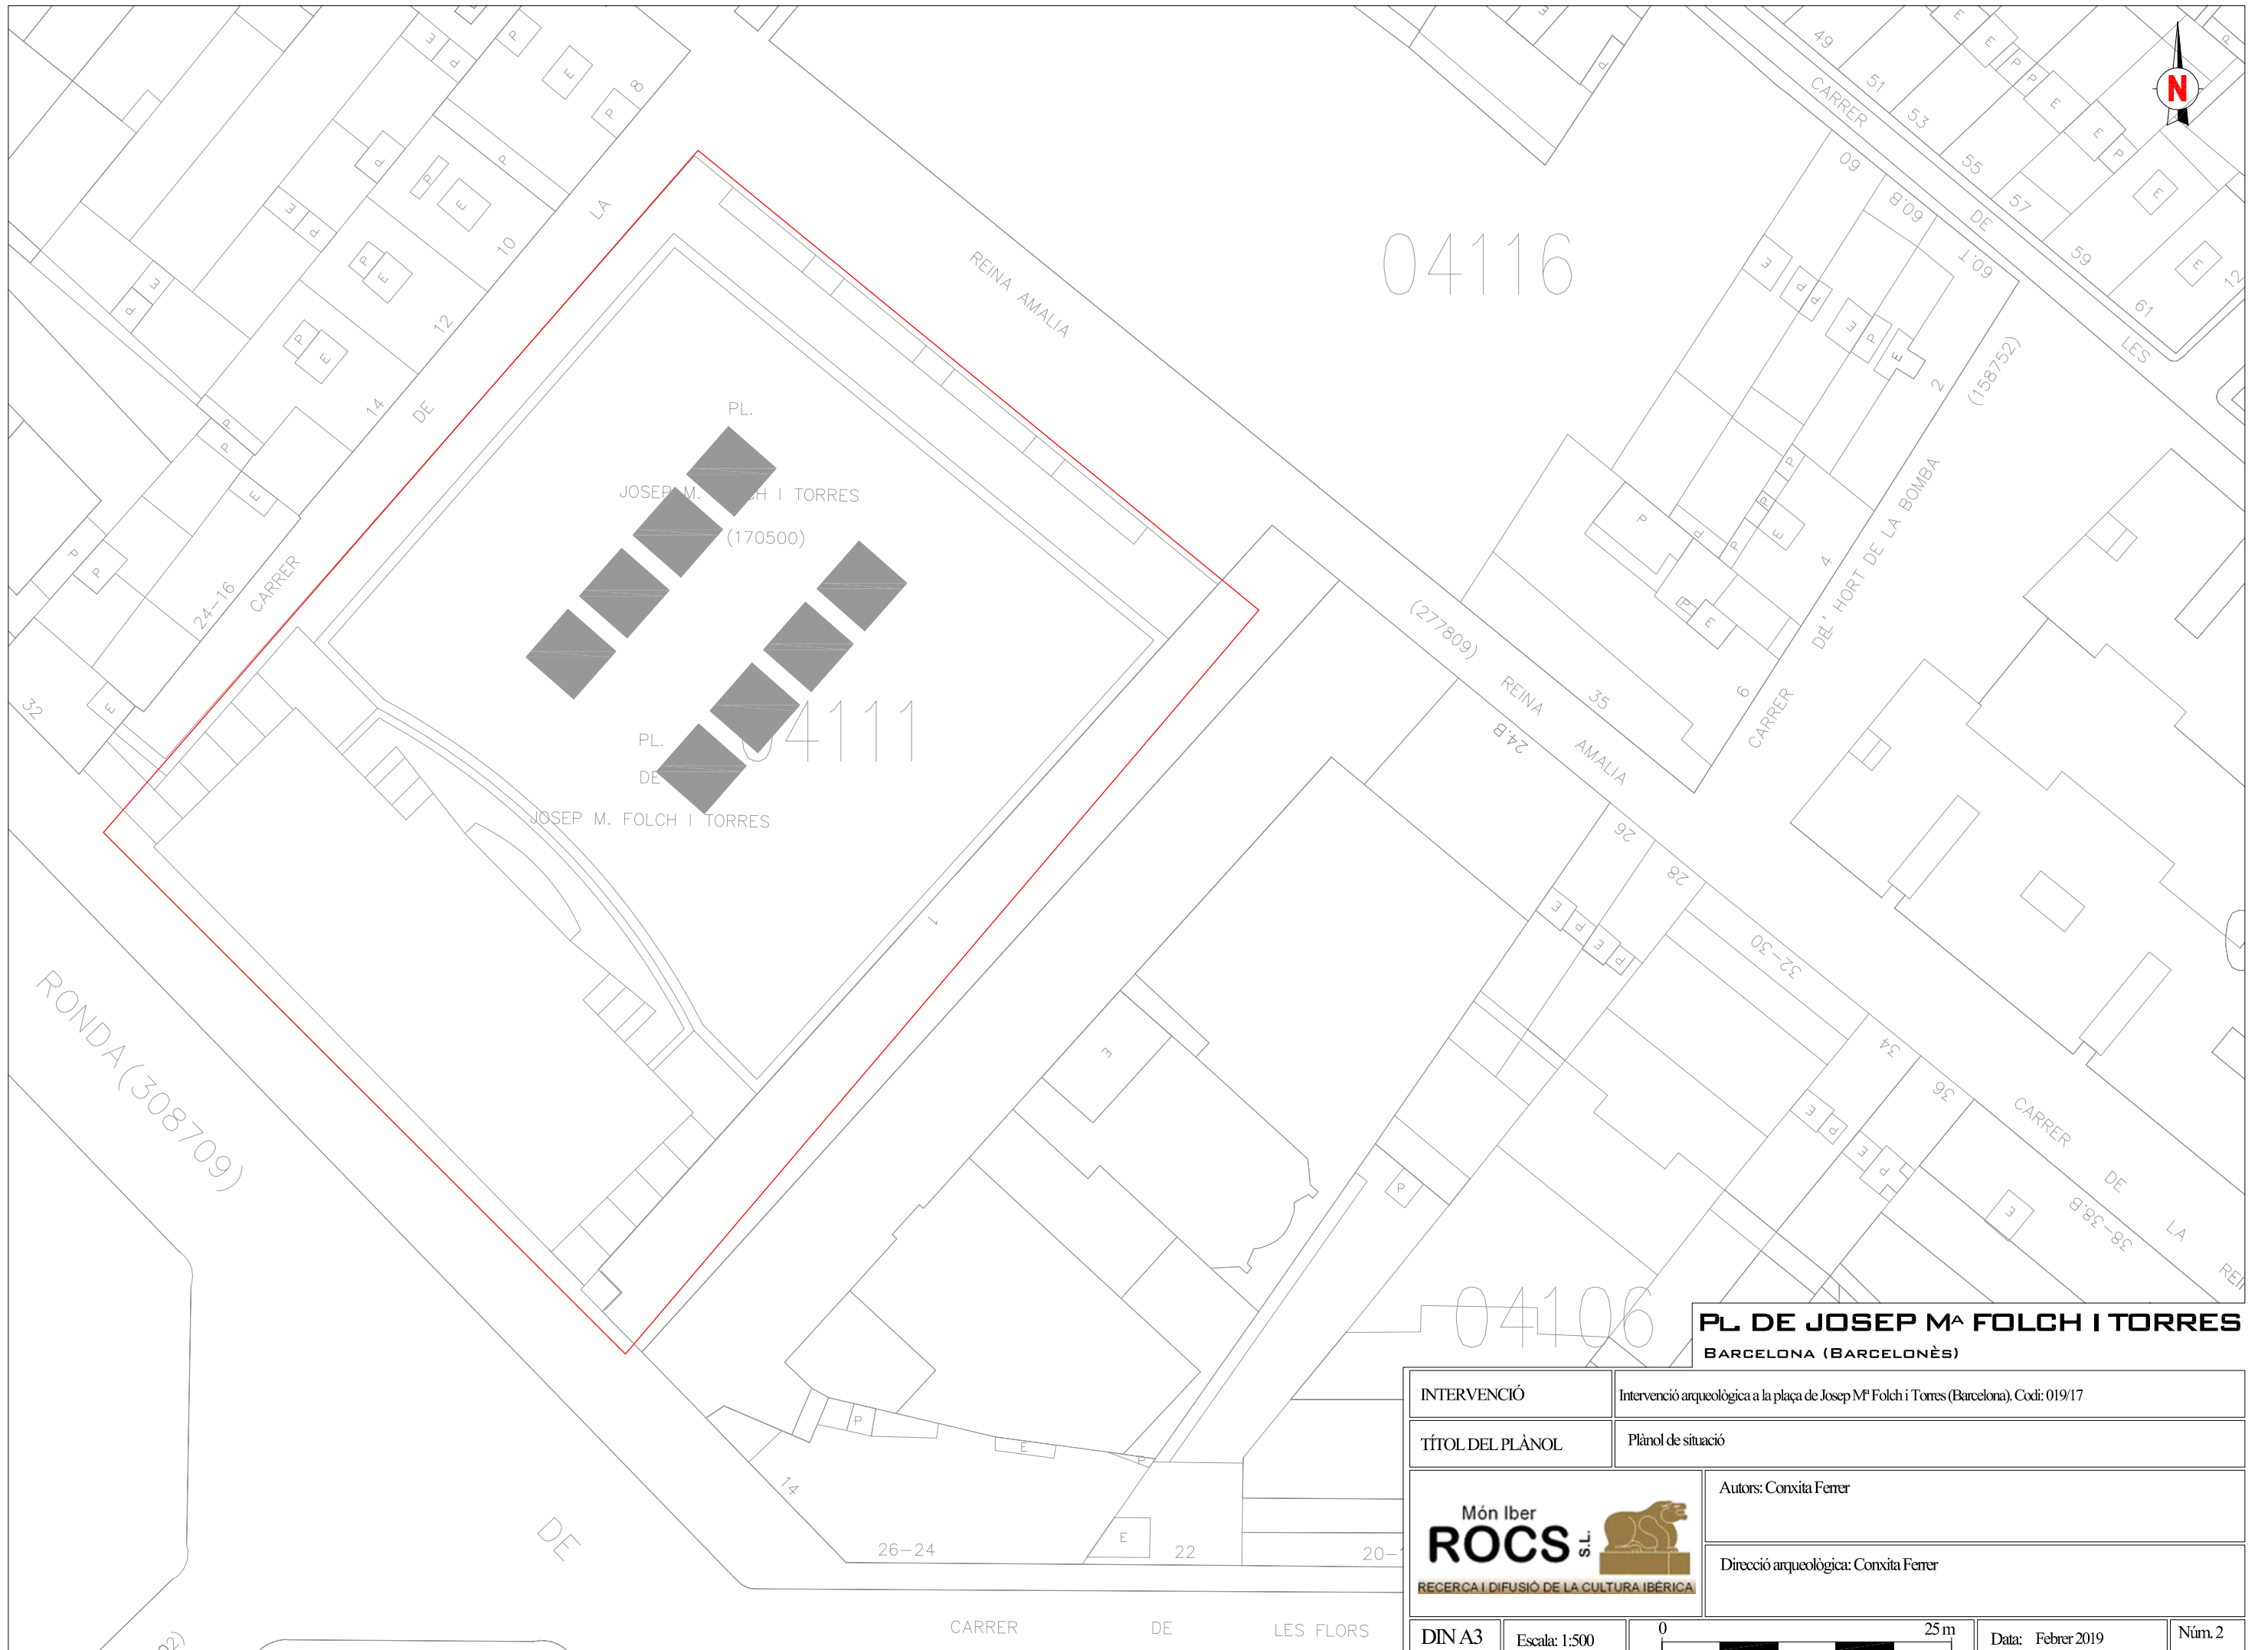 N
CARRER
DE
LES
49
51
53
55
57
59
61
12
60
60.B
60.T
8
10
12
14
24-16
32
CARRER
DE
LA
REINA AMALIA
04116
(158752)
2
4
6
CARRER
DEL' HORT DE LA BOMBA
PL.
JOSEP M.
I TORRES
(170500)
PL.
DE
JOSEP M. FOLCH I TORRES
04111
1
(277809)
REINA
AMALIA
35
24.B
26
28
32-30
34
36
38-38.B
CARRER
DE
LA
REI
RONDA (308709)
DE
04106
14
26-24
22
20-
CARRER DE LES FLORS
E
P
PL. DE JOSEP Mª FOLCH I TORRES
BARCELONA (BARCELONÈS)
INTERVENCIÓ
Intervenció arqueològica a la plaça de Josep Mª Folch i Torres (Barcelona). Codi: 019/17
TÍTOL DEL PLÀNOL
Plànol de situació
Món Iber
ROCS S.L.
RECERCA I DIFUSIÓ DE LA CULTURA IBÈRICA
Autors: Conxita Ferrer
Direcció arqueològica: Conxita Ferrer
DIN A3
Escala: 1:500
0 25 m
Data: Febrer 2019
Núm. 2